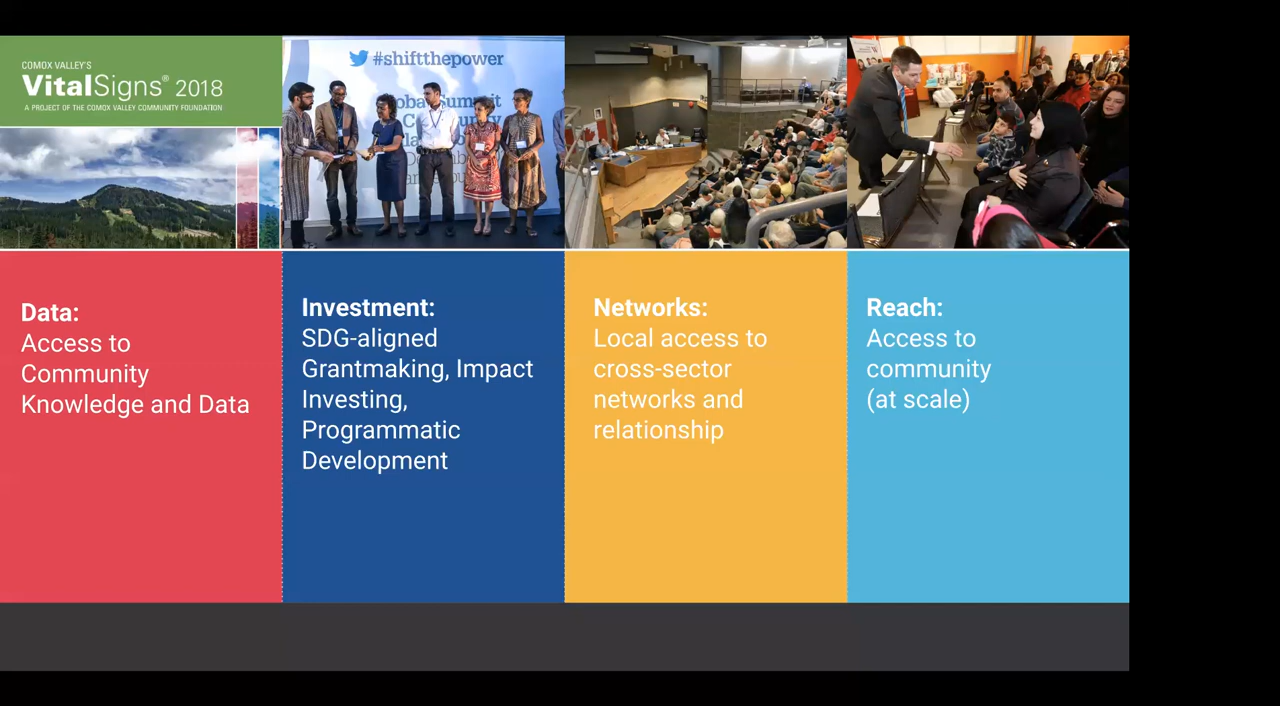 COMOX VALLEY'S
VitalSigns® 2018
A PROJECT OF THE COMOX VALLEY COMMUNITY FOUNDATION
#shiftthepower
Summit
Data:
Access to
Community
Knowledge and Data
Investment:
SDG-aligned
Grantmaking, Impact
Investing,
Programmatic
Development
Networks:
Local access to
cross-sector
networks and
relationship
Reach:
Access to
community
(at scale)